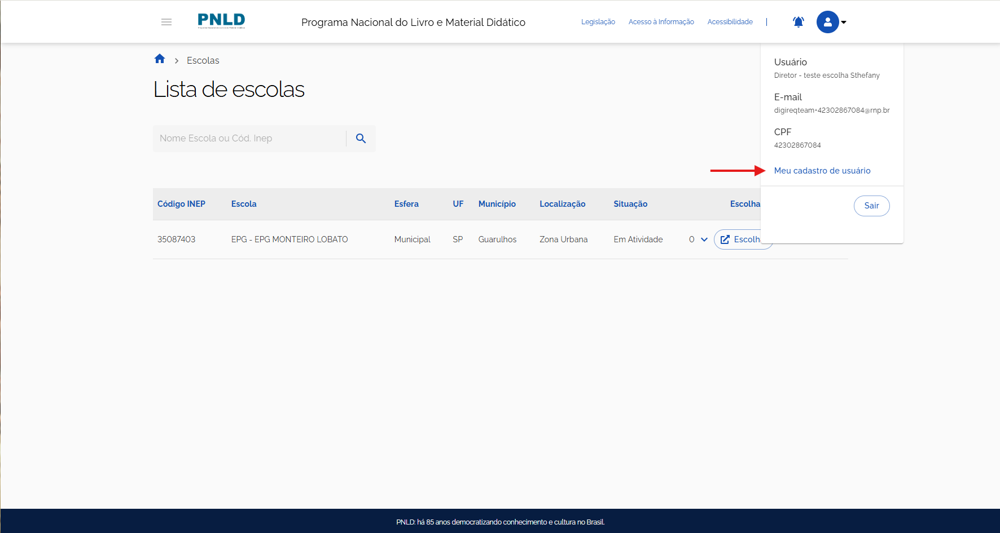 PNLD
Programa Nacional do Livro e Material Didático
Legislação
Acesso à Informação
Acessibilidade
Escolas
Lista de escolas
Nome Escola ou Cód. Inep
Usuário
Diretor - teste escolha Sthefany
E-mail
digireqteam+42302867084@rnp.br
CPF
42302867084
Meu cadastro de usuário
Sair
Código INEP Escola Esfera UF Município Localização Situação Escolha
35087403 EPG - EPG MONTEIRO LOBATO Municipal SP Guarulhos Zona Urbana Em Atividade 0 Escolh
PNLD: há 85 anos democratizando conhecimento e cultura no Brasil.